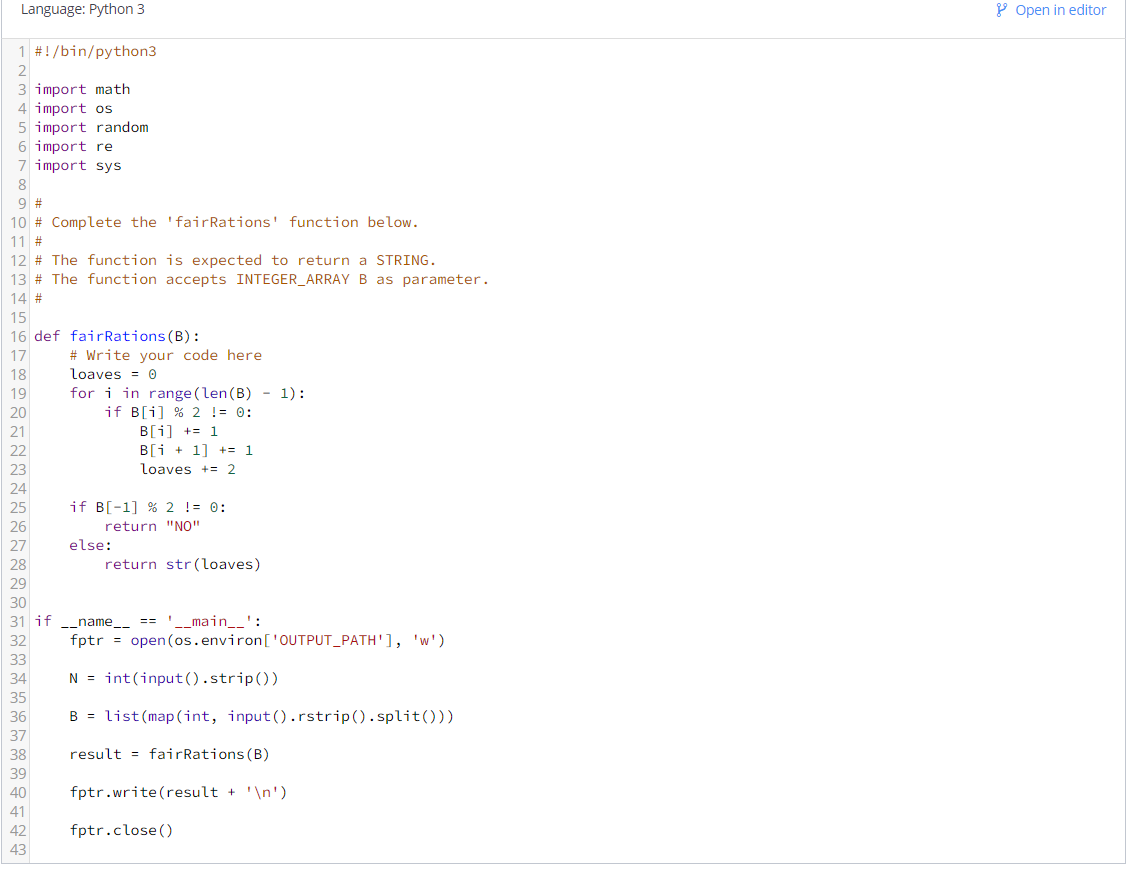 Language: Python 3
Open in editor
1 #!/bin/python3
2
3 import math
4 import os
5 import random
6 import re
7 import sys
8
9 #
10 # Complete the 'fairRations' function below.
11 #
12 # The function is expected to return a STRING.
13 # The function accepts INTEGER_ARRAY B as parameter.
14 #
15
16 def fairRations(B):
17     # Write your code here
18     loaves = 0
19     for i in range(len(B) - 1):
20         if B[i] % 2 != 0:
21             B[i] += 1
22             B[i + 1] += 1
23             loaves += 2
24
25     if B[-1] % 2 != 0:
26         return "NO"
27     else:
28         return str(loaves)
29
30
31 if __name__ == '__main__':
32     fptr = open(os.environ['OUTPUT_PATH'], 'w')
33
34     N = int(input().strip())
35
36     B = list(map(int, input().rstrip().split()))
37
38     result = fairRations(B)
39
40     fptr.write(result + '\n')
41
42     fptr.close()
43